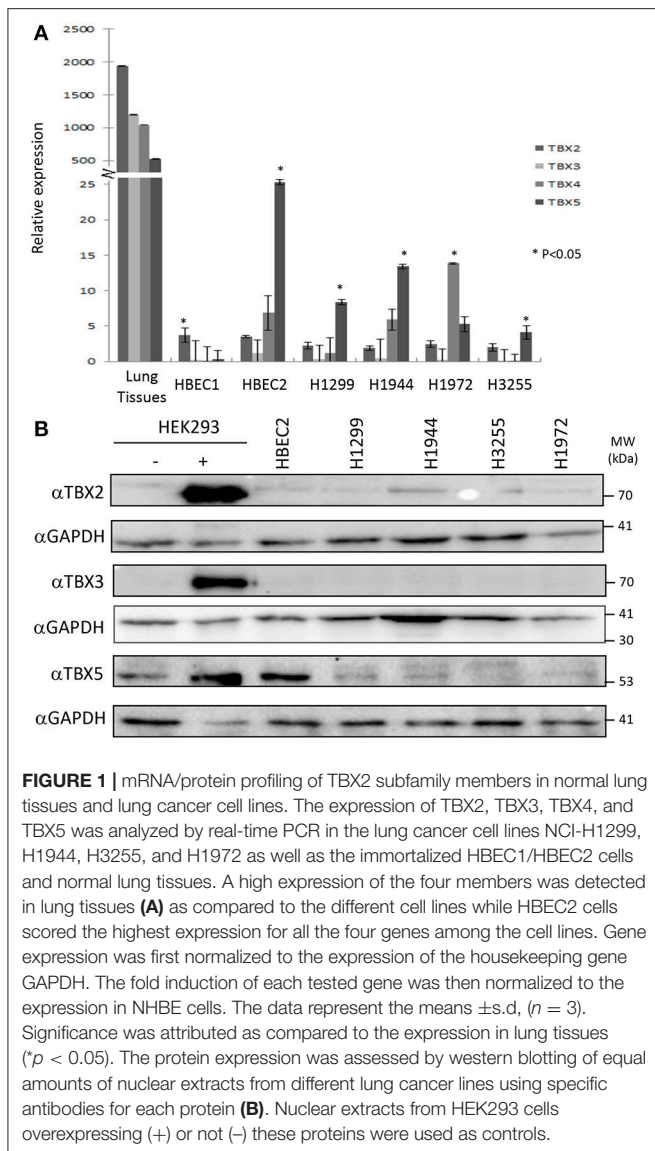 A
2500
2000
1500
1000
500
25
20
15
10
5
0
Relative expression
TBX2
TBX3
TBX4
TBX5
* P<0.05
*
*
*
*
*
*
Lung Tissues
HBEC1
HBEC2
H1299
H1944
H1972
H3255
B
HEK293
- +
HBEC2
H1299
H1944
H3255
H1972
MW (kDa)
αTBX2
70
αGAPDH
41
αTBX3
70
αGAPDH
41
30
αTBX5
53
αGAPDH
41
FIGURE 1 | mRNA/protein profiling of TBX2 subfamily members in normal lung
tissues and lung cancer cell lines. The expression of TBX2, TBX3, TBX4, and
TBX5 was analyzed by real-time PCR in the lung cancer cell lines NCI-H1299,
H1944, H3255, and H1972 as well as the immortalized HBEC1/HBEC2 cells
and normal lung tissues. A high expression of the four members was detected
in lung tissues (A) as compared to the different cell lines while HBEC2 cells
scored the highest expression for all the four genes among the cell lines. Gene
expression was first normalized to the expression of the housekeeping gene
GAPDH. The fold induction of each tested gene was then normalized to the
expression in NHBE cells. The data represent the means ±s.d, (n = 3).
Significance was attributed as compared to the expression in lung tissues
(*p < 0.05). The protein expression was assessed by western blotting of equal
amounts of nuclear extracts from different lung cancer lines using specific
antibodies for each protein (B). Nuclear extracts from HEK293 cells
overexpressing (+) or not (–) these proteins were used as controls.